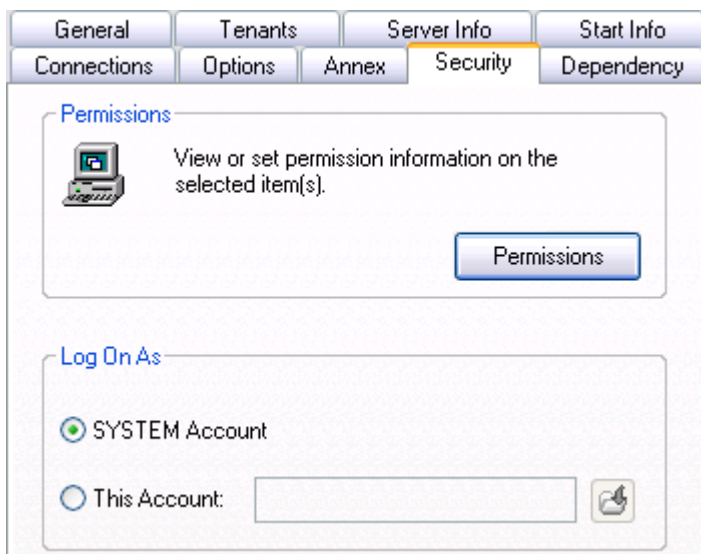 General Tenants Server Info Start Info
Connections Options Annex Security Dependency
Permissions
View or set permission information on the
selected item(s).
Permissions
Log On As
SYSTEM Account
This Account: